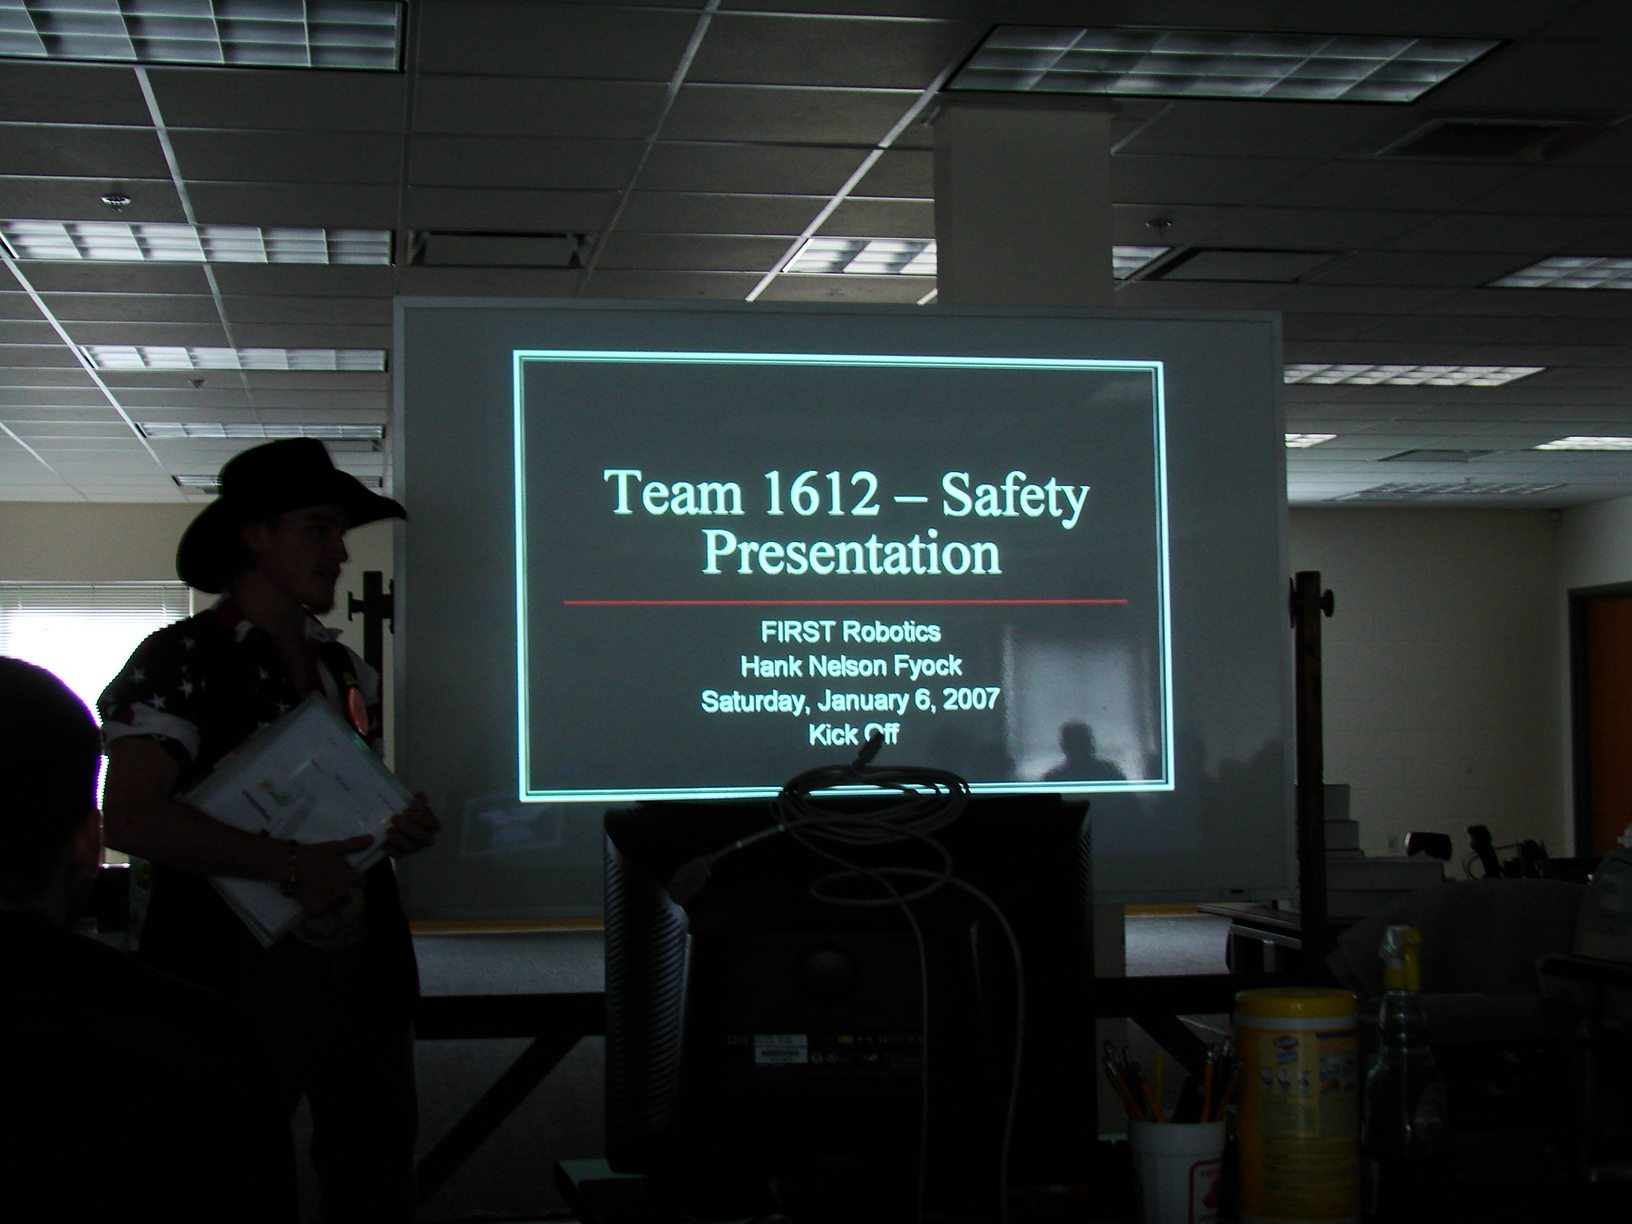 Team 1612 – Safety
Presentation
FIRST Robotics
Hank Nelson Fyock
Saturday, January 6, 2007
Kick Off